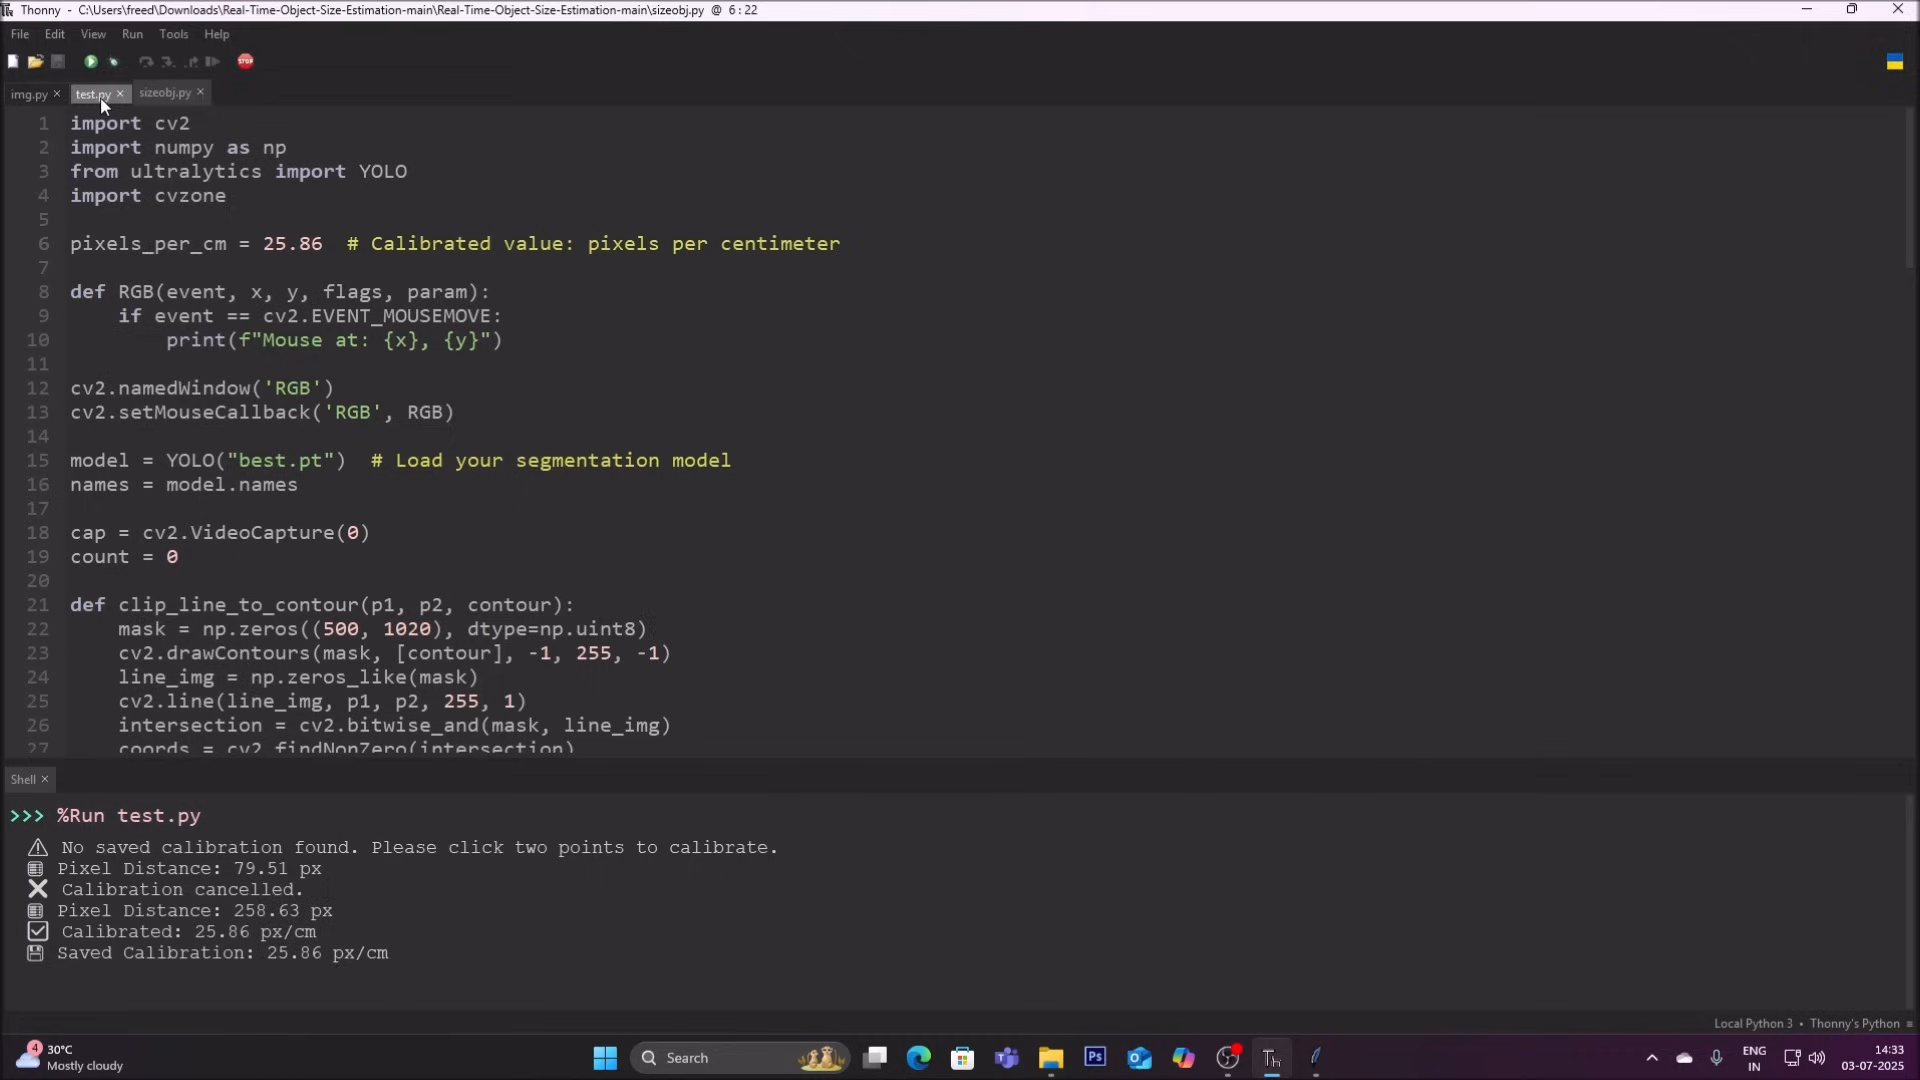 Thonny - C:\Users\freed\Downloads\Real-Time-Object-Size-Estimation-main\Real-Time-Object-Size-Estimation-main\sizeobj.py @ 6 : 22
File Edit View Run Tools Help
STOP
img.py × test.py × sizeobj.py ×
1 import cv2
2 import numpy as np
3 from ultralytics import YOLO
4 import cvzone
5
6 pixels_per_cm = 25.86  # Calibrated value: pixels per centimeter
7
8 def RGB(event, x, y, flags, param):
9     if event == cv2.EVENT_MOUSEMOVE:
10         print(f"Mouse at: {x}, {y}")
11
12 cv2.namedWindow('RGB')
13 cv2.setMouseCallback('RGB', RGB)
14
15 model = YOLO("best.pt")  # Load your segmentation model
16 names = model.names
17
18 cap = cv2.VideoCapture(0)
19 count = 0
20
21 def clip_line_to_contour(p1, p2, contour):
22     mask = np.zeros((500, 1020), dtype=np.uint8)
23     cv2.drawContours(mask, [contour], -1, 255, -1)
24     line_img = np.zeros_like(mask)
25     cv2.line(line_img, p1, p2, 255, 1)
26     intersection = cv2.bitwise_and(mask, line_img)
27     coords = cv2.findNonZero(intersection)
Shell ×
>>> %Run test.py
⚠ No saved calibration found. Please click two points to calibrate.
Pixel Distance: 79.51 px
❌ Calibration cancelled.
Pixel Distance: 258.63 px
☑ Calibrated: 25.86 px/cm
💾 Saved Calibration: 25.86 px/cm
Local Python 3 • Thonny's Python ≡
4
30°C
Mostly cloudy
Search
Ps
Th
ENG
IN
14:33
03-07-2025